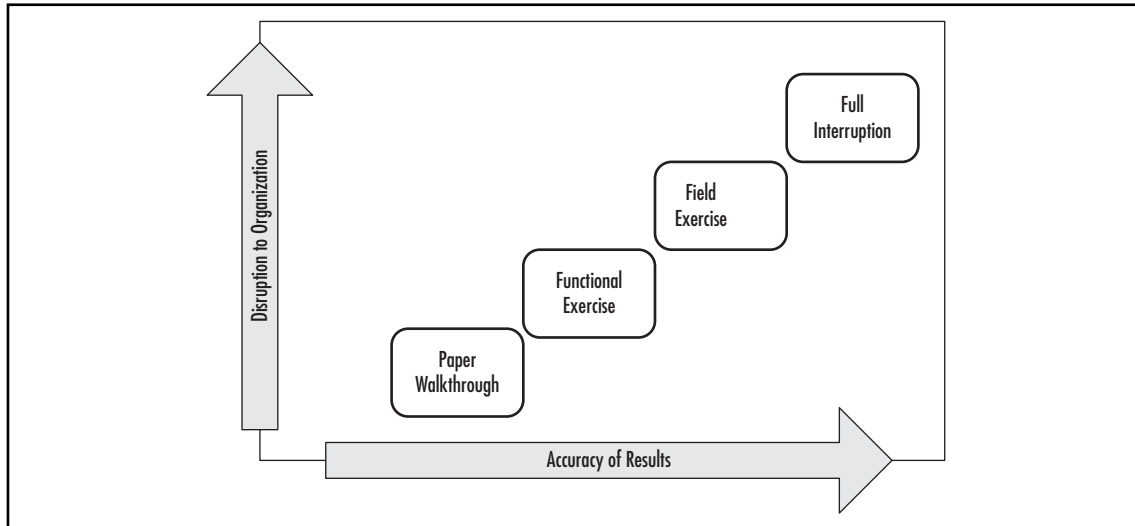 Disruption to Organization
Full
Interruption
Field
Exercise
Functional
Exercise
Paper
Walkthrough
Accuracy of Results